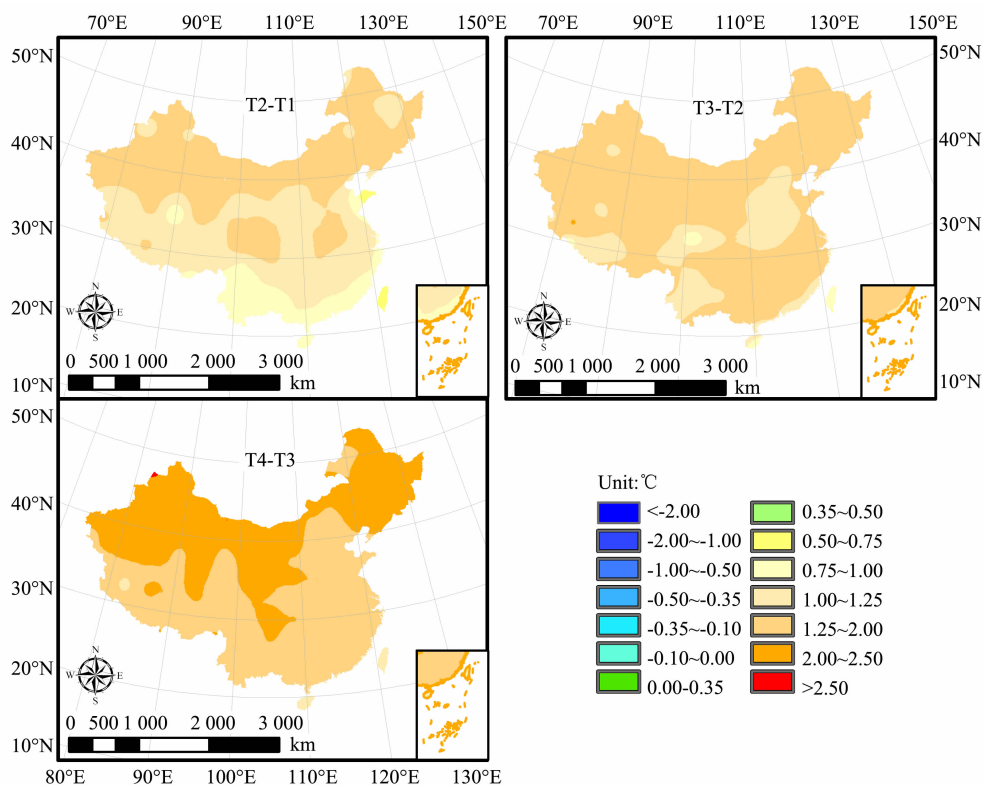 70°E 90°E 110°E 130°E 150°E 70°E 90°E 110°E 130°E 150°E
50°N
40°N
30°N
20°N
10°N
T2-T1
N
W E
S
0 500 1 000 2 000 3 000
km
50°N
40°N
30°N
20°N
10°N
T3-T2
N
W E
S
0 500 1 000 2 000 3 000
km
50°N
40°N
30°N
20°N
10°N
T4-T3
N
W E
S
0 500 1 000 2 000 3 000
km
80°E 90°E 100°E 110°E 120°E 130°E
Unit:℃
<-2.00
-2.00~-1.00
-1.00~-0.50
-0.50~-0.35
-0.35~-0.10
-0.10~0.00
0.00-0.35
0.35~0.50
0.50~0.75
0.75~1.00
1.00~1.25
1.25~2.00
2.00~2.50
>2.50